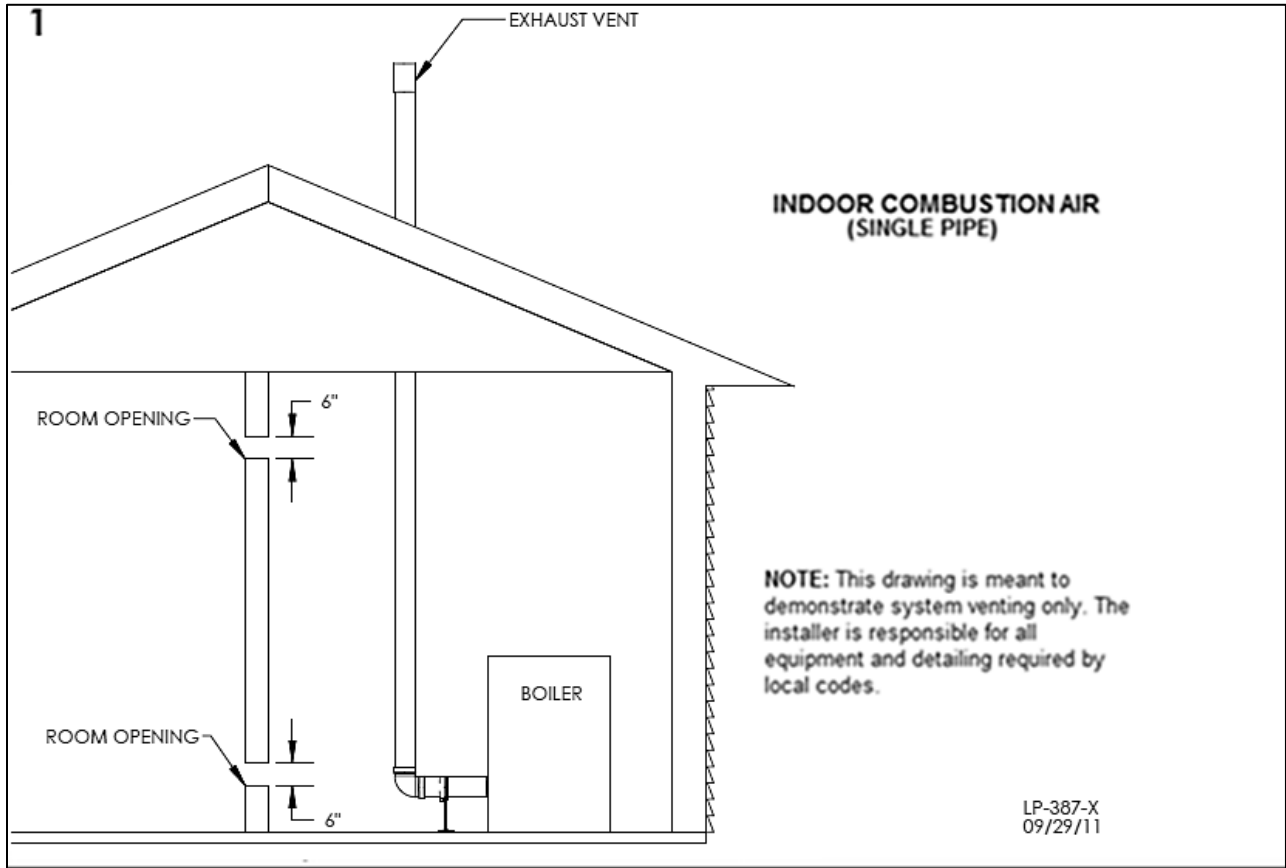 1
EXHAUST VENT
INDOOR COMBUSTION AIR
(SINGLE PIPE)
6"
ROOM OPENING
NOTE: This drawing is meant to
demonstrate system venting only. The
installer is responsible for all
equipment and detailing required by
local codes.
BOILER
ROOM OPENING
6"
LP-387-X
09/29/11